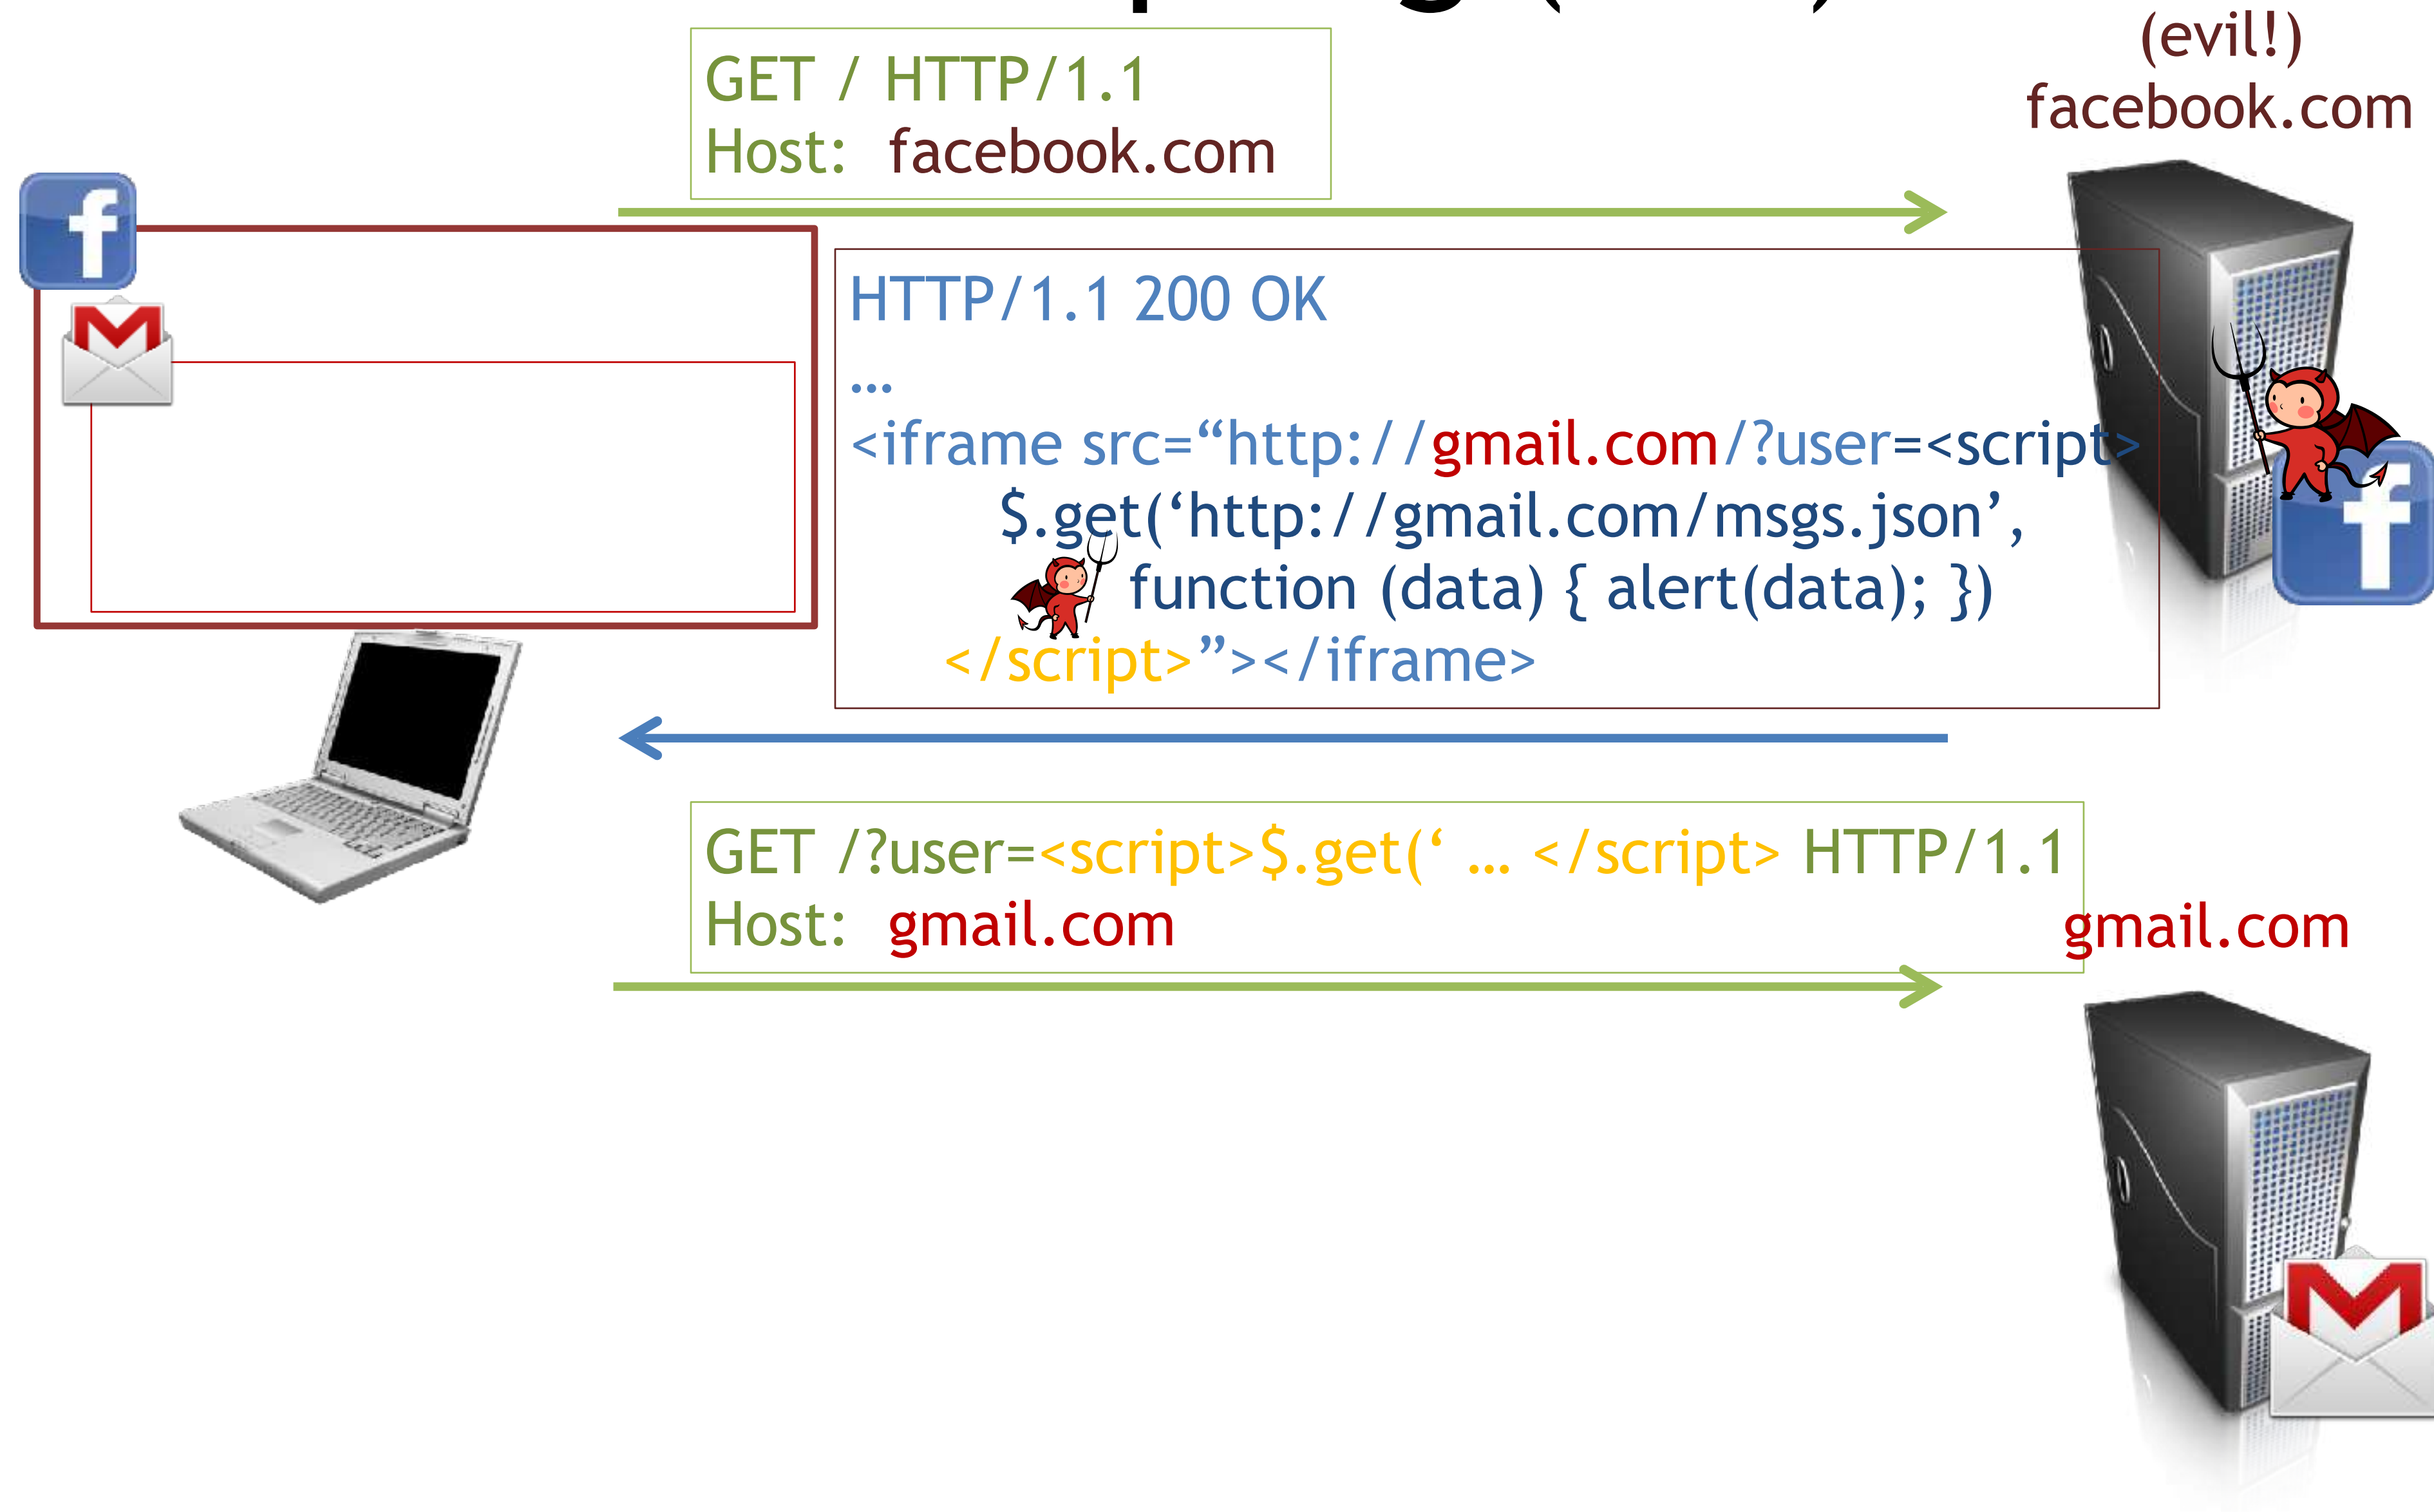 (evil!)
facebook.com
GET / HTTP/1.1
Host: facebook.com
HTTP/1.1 200 OK
…
<iframe src=“http://gmail.com/?user=<script>
$.get(‘http://gmail.com/msgs.json’,
function (data) { alert(data); })
</script>”></iframe>
GET /?user=<script>$.get(‘ … </script> HTTP/1.1
Host: gmail.com
gmail.com